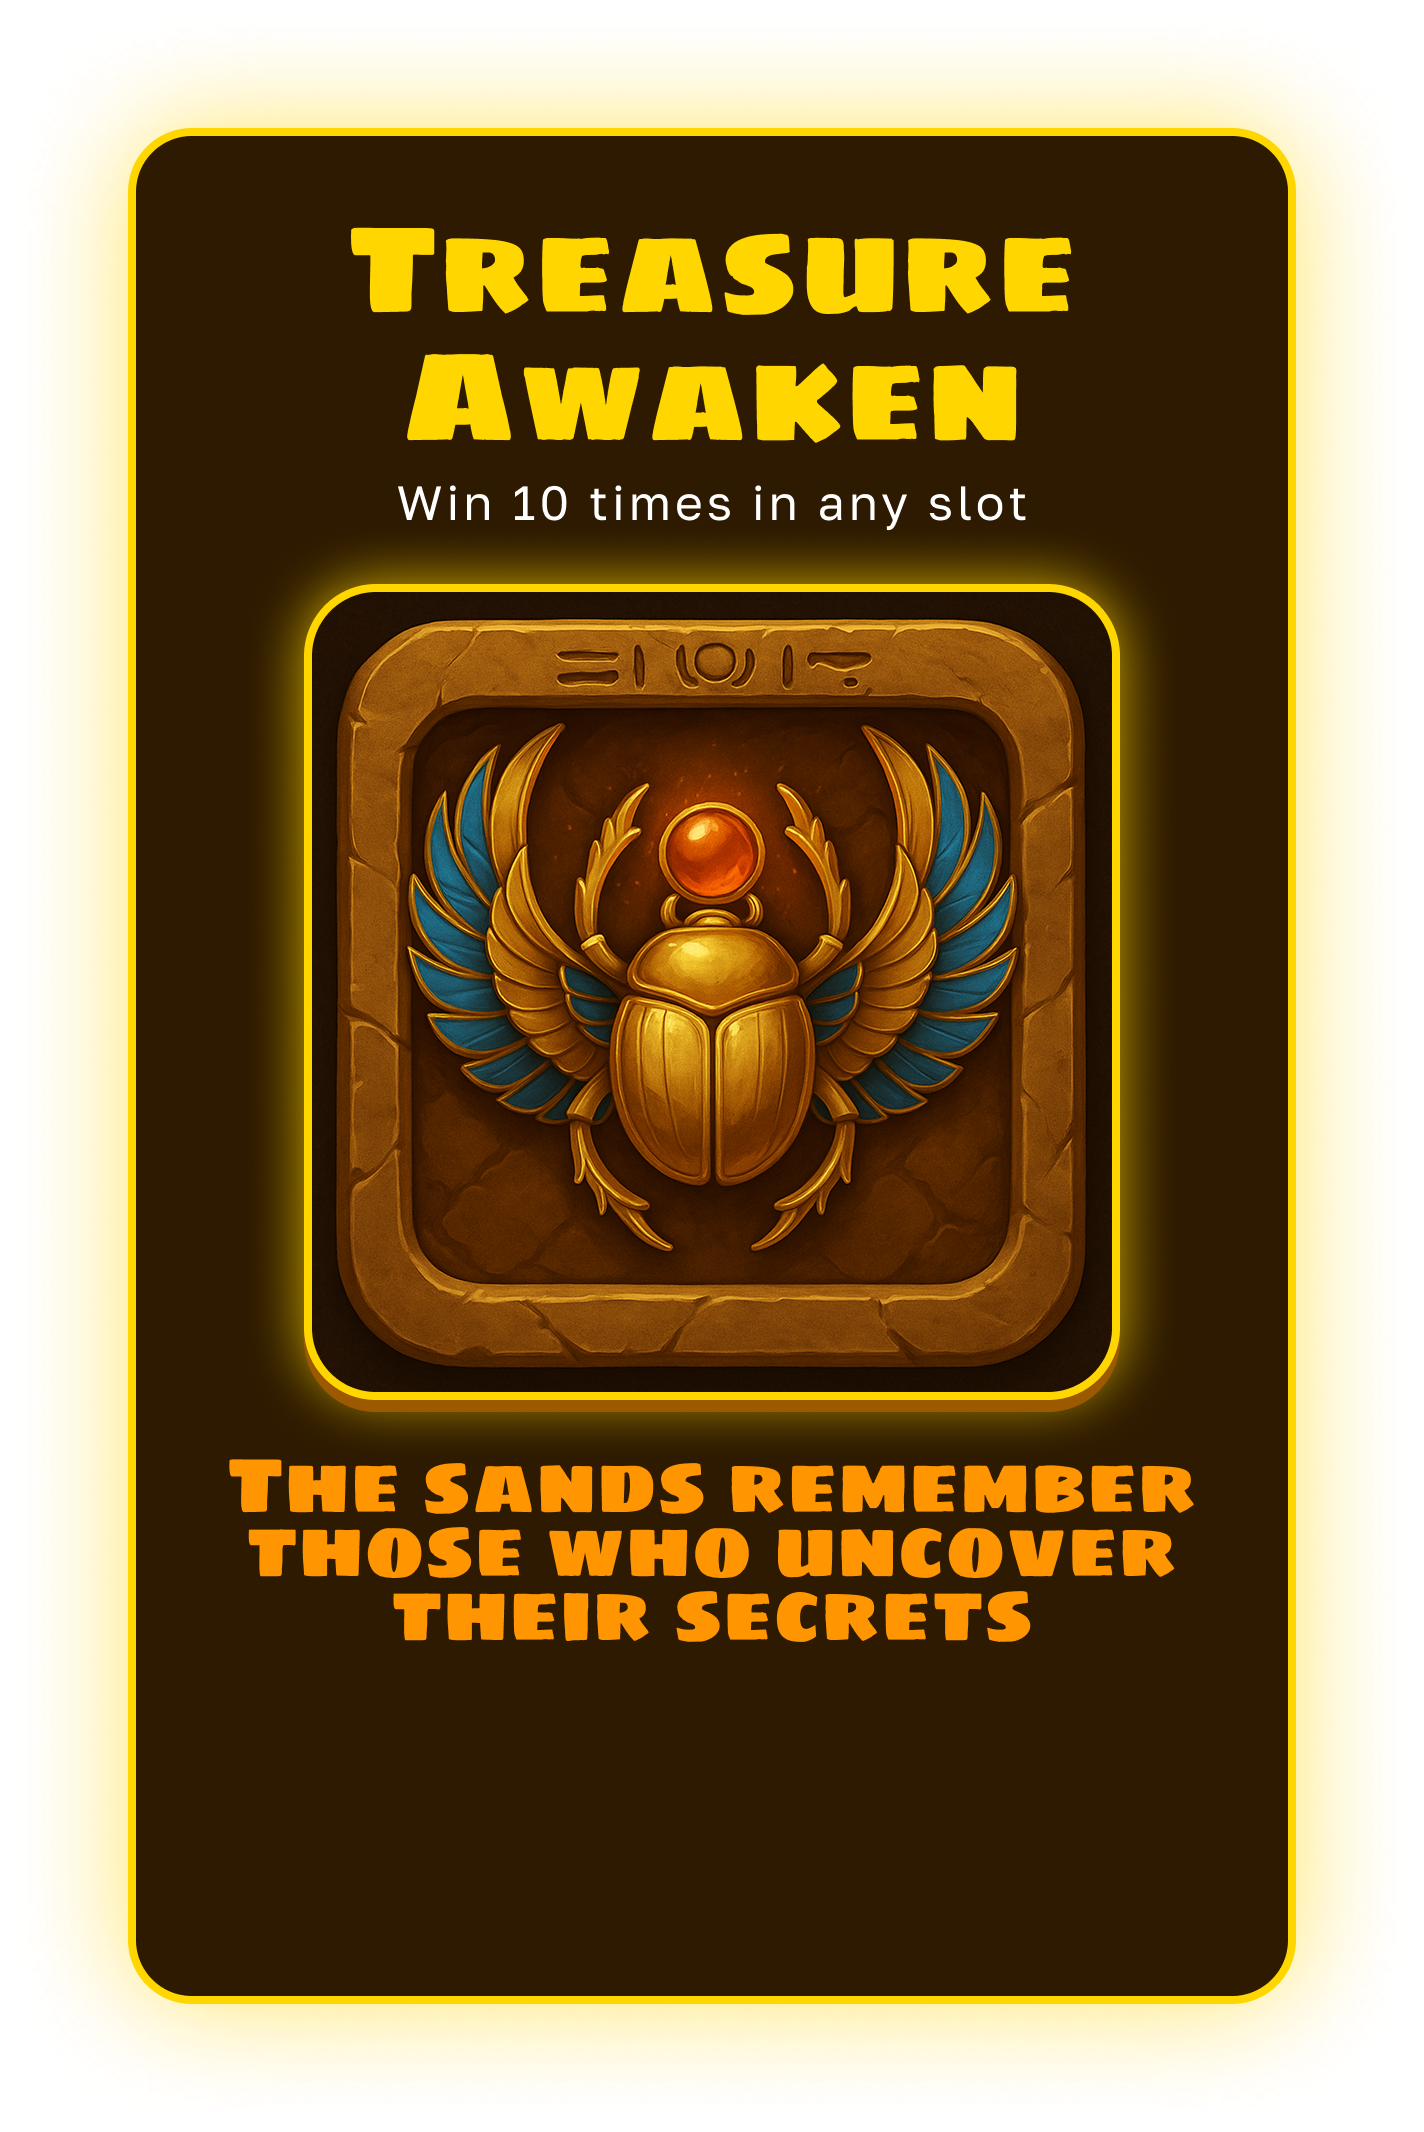 Treasure
Awaken
Win 10 times in any slot
The sands remember
those who uncover
their secrets